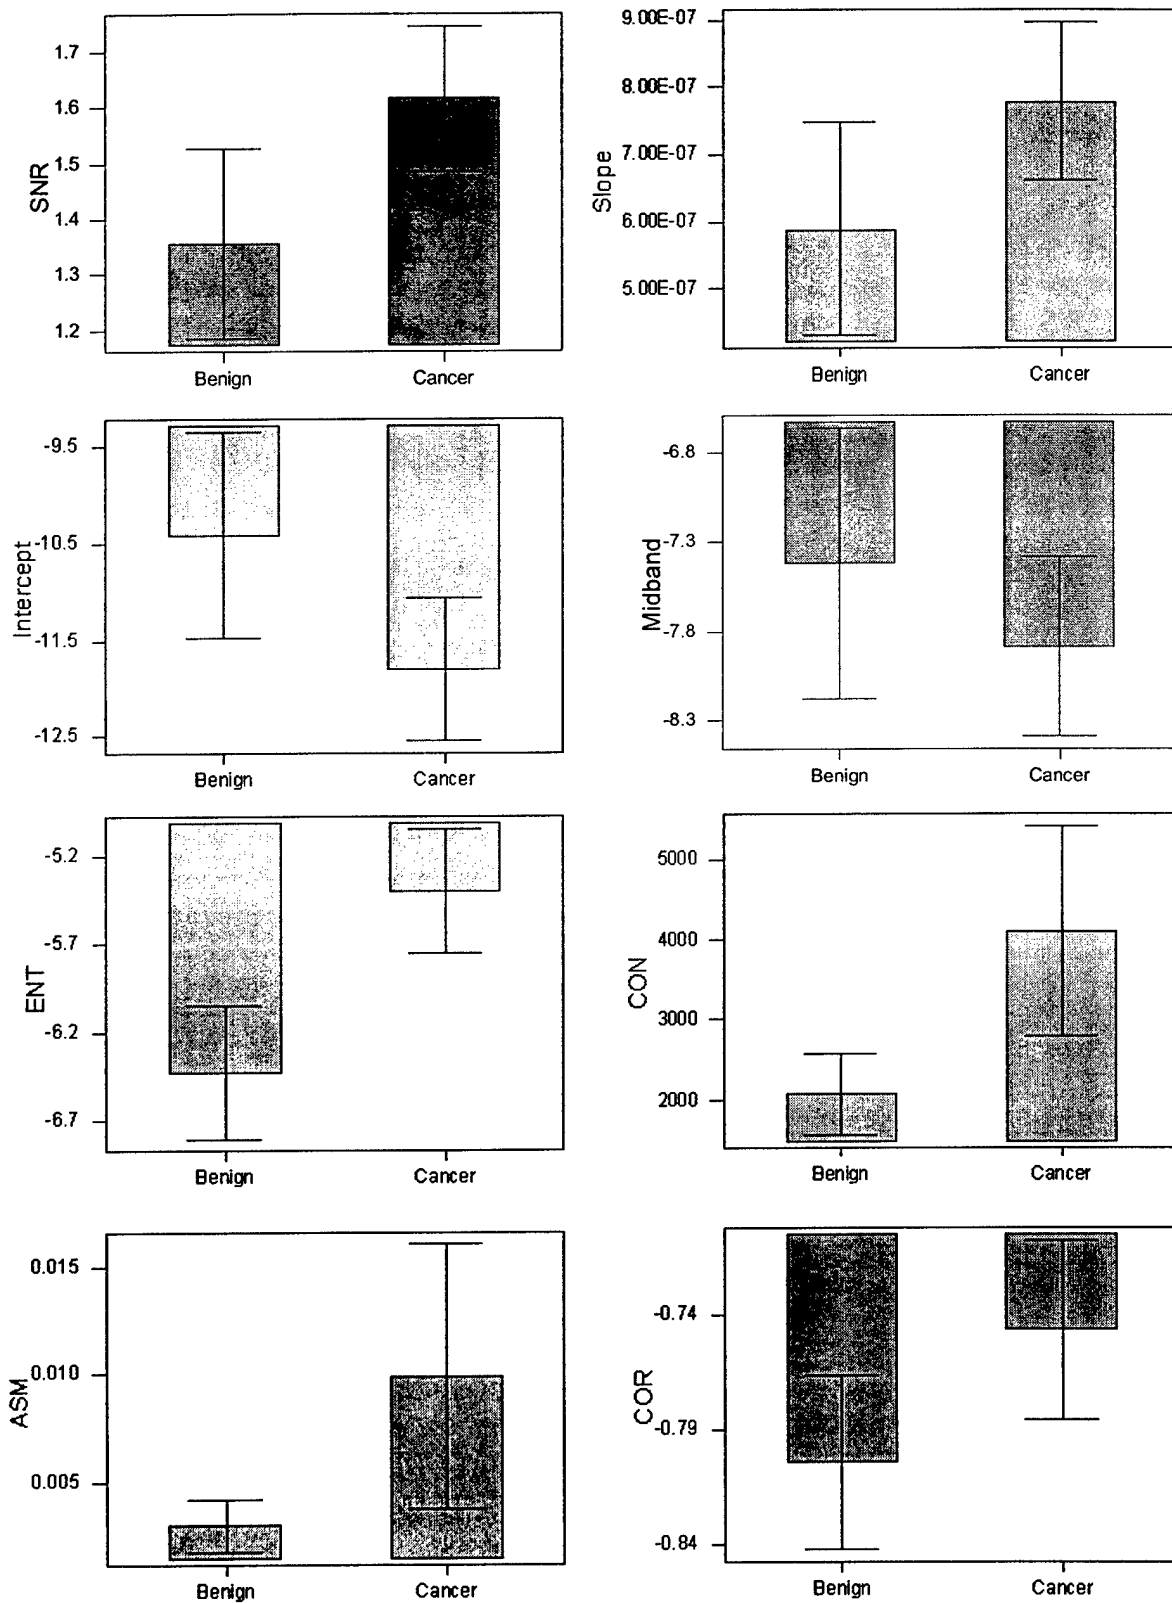 SNR
1.7
1.6
1.5
1.4
1.3
1.2
Benign
Cancer
Slope
9.00E-07
8.00E-07
7.00E-07
6.00E-07
5.00E-07
Benign
Cancer
Intercept
-9.5
-10.5
-11.5
-12.5
Benign
Cancer
Midband
-6.8
-7.3
-7.8
-8.3
Benign
Cancer
ENT
-5.2
-5.7
-6.2
-6.7
Benign
Cancer
CON
5000
4000
3000
2000
Benign
Cancer
ASM
0.015
0.010
0.005
Benign
Cancer
COR
-0.74
-0.79
-0.84
Benign
Cancer